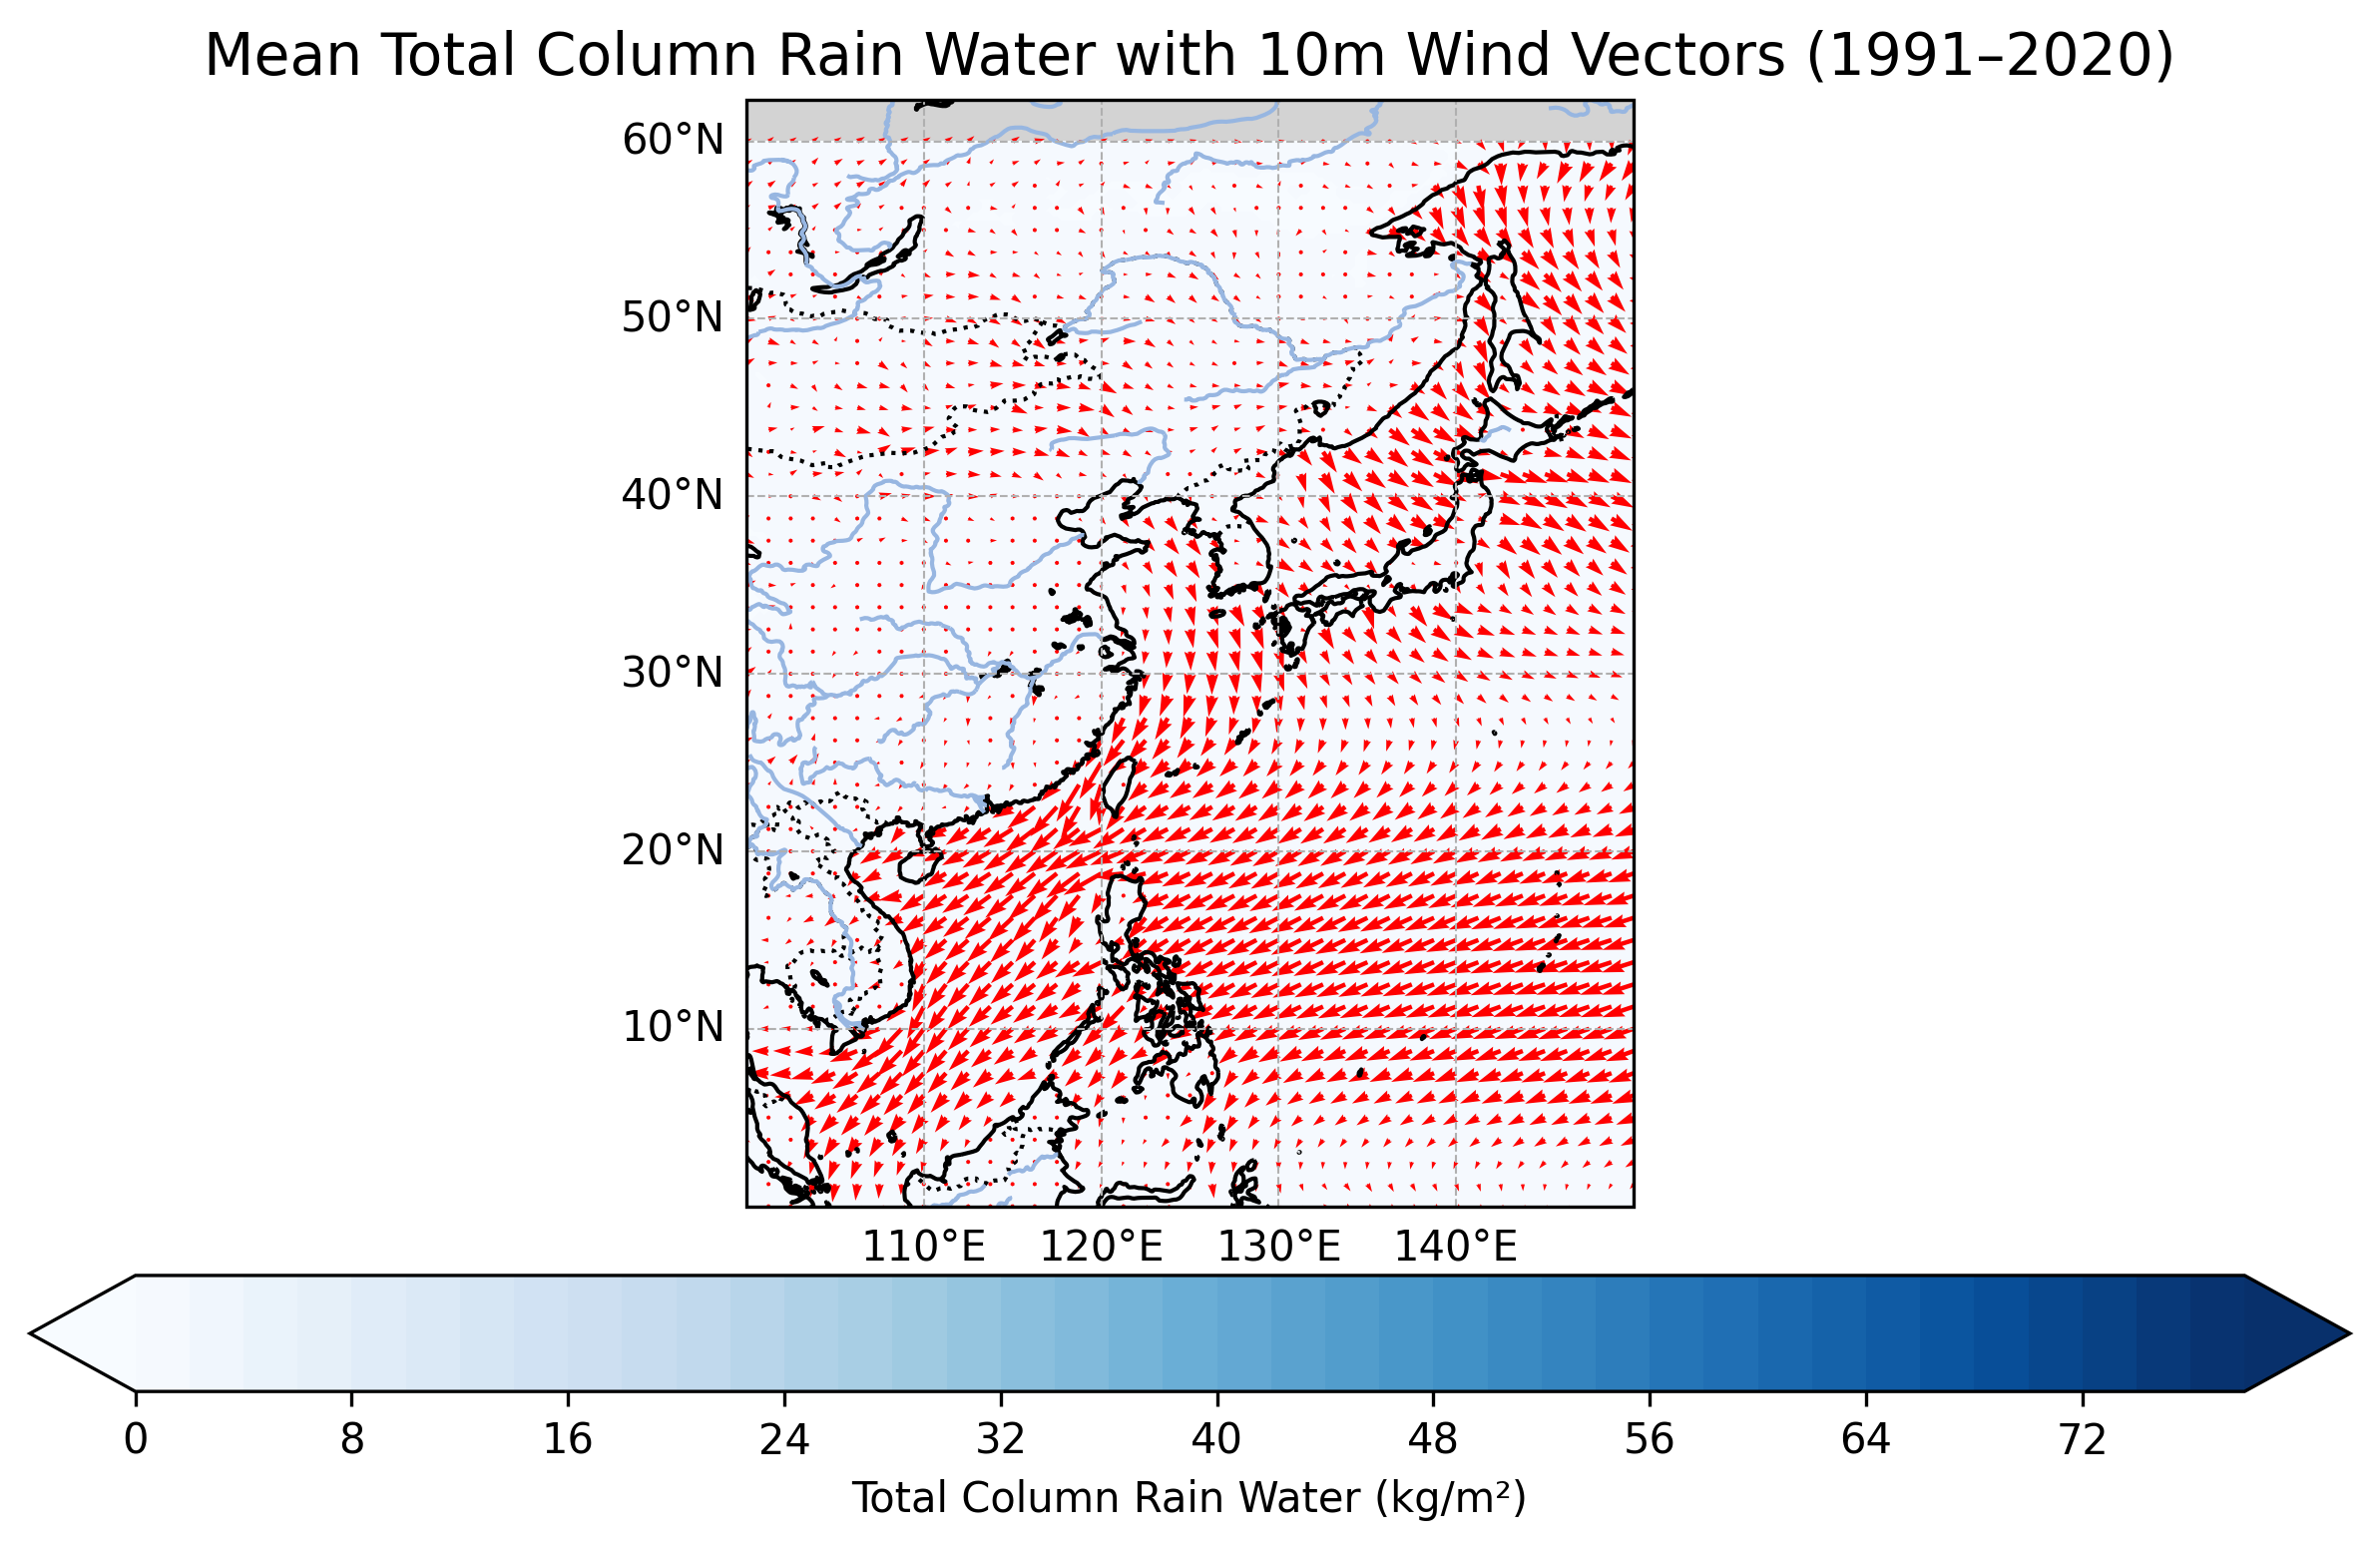 Mean Total Column Rain Water with 10m Wind Vectors (1991–2020)
60°N
50°N
40°N
30°N
20°N
10°N
110°E 120°E 130°E 140°E
0 8 16 24 32 40 48 56 64 72
Total Column Rain Water (kg/m²)